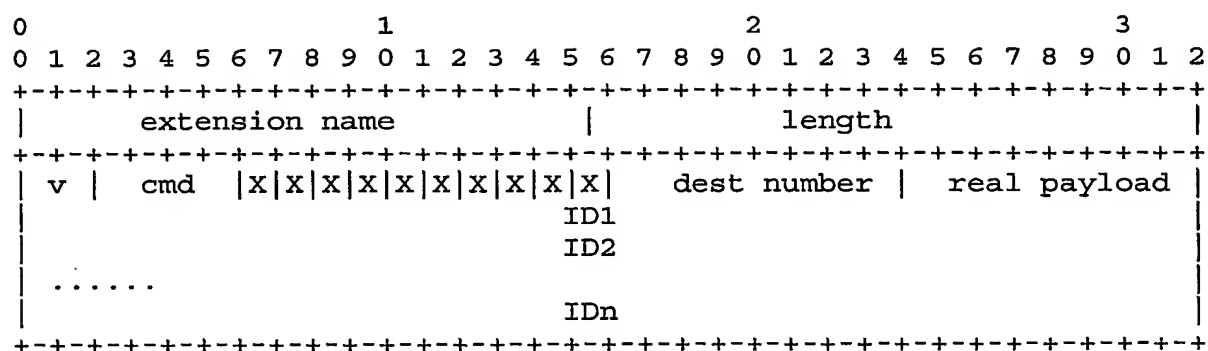 0 1 2 3
0 1 2 3 4 5 6 7 8 9 0 1 2 3 4 5 6 7 8 9 0 1 2 3 4 5 6 7 8 9 0 1 2
+-+-+-+-+-+-+-+-+-+-+-+-+-+-+-+-+-+-+-+-+-+-+-+-+-+-+-+-+-+-+-+-+
| extension name | length |
+-+-+-+-+-+-+-+-+-+-+-+-+-+-+-+-+-+-+-+-+-+-+-+-+-+-+-+-+-+-+-+-+
| v | cmd |X|X|X|X|X|X|X|X|X|X| dest number | real payload |
| ID1 |
| ID2 |
| ...... |
| IDn |
+-+-+-+-+-+-+-+-+-+-+-+-+-+-+-+-+-+-+-+-+-+-+-+-+-+-+-+-+-+-+-+-+